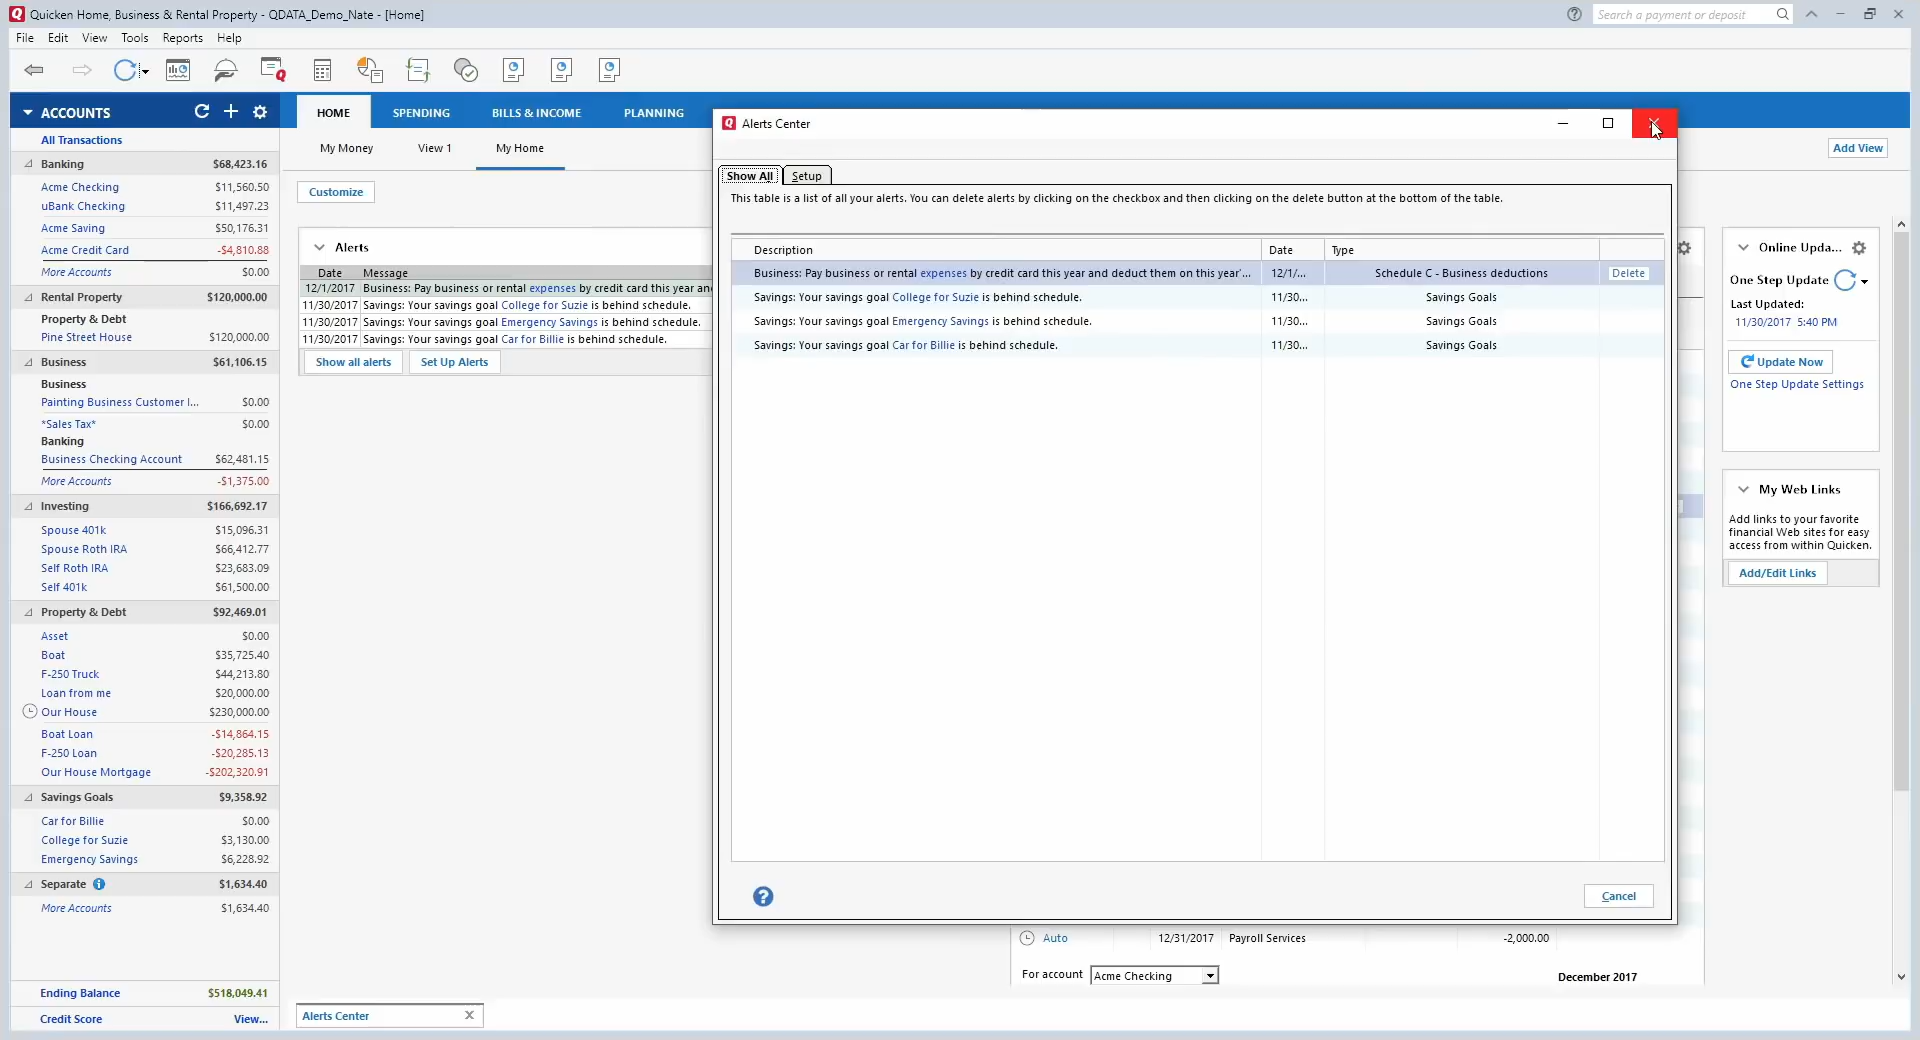 Quicken Home, Business & Rental Property - QDATA_Demo_Nate - [Home]
Search a payment or deposit
File Edit View Tools Reports Help
ACCOUNTS
All Transactions
Banking $68,423.16
Acme Checking $11,560.50
uBank Checking $11,497.23
Acme Saving $50,176.31
Acme Credit Card -$4,810.88
More Accounts $0.00
Rental Property $120,000.00
Property & Debt
Pine Street House $120,000.00
Business $61,106.15
Business
Painting Business Customer I... $0.00
*Sales Tax* $0.00
Banking
Business Checking Account $62,481.15
More Accounts -$1,375.00
Investing $166,692.17
Spouse 401k $15,096.31
Spouse Roth IRA $66,412.77
Self Roth IRA $23,683.09
Self 401k $61,500.00
Property & Debt $92,469.01
Asset $0.00
Boat $35,725.40
F-250 Truck $44,213.80
Loan from me $20,000.00
Our House $230,000.00
Boat Loan -$14,864.15
F-250 Loan -$20,285.13
Our House Mortgage -$202,320.91
Savings Goals $9,358.92
Car for Billie $0.00
College for Suzie $3,130.00
Emergency Savings $6,228.92
Separate $1,634.40
More Accounts $1,634.40
Ending Balance $518,049.41
Credit Score View...
HOME SPENDING BILLS & INCOME PLANNING
My Money View 1 My Home
Add View
Customize
Alerts
Date Message
12/1/2017 Business: Pay business or rental expenses by credit card this year an
11/30/2017 Savings: Your savings goal College for Suzie is behind schedule.
11/30/2017 Savings: Your savings goal Emergency Savings is behind schedule.
11/30/2017 Savings: Your savings goal Car for Billie is behind schedule.
Show all alerts Set Up Alerts
Alerts Center
Show All Setup
This table is a list of all your alerts. You can delete alerts by clicking on the checkbox and then clicking on the delete button at the bottom of the table.
Description Date Type
Business: Pay business or rental expenses by credit card this year and deduct them on this year'... 12/1/... Schedule C - Business deductions Delete
Savings: Your savings goal College for Suzie is behind schedule. 11/30... Savings Goals
Savings: Your savings goal Emergency Savings is behind schedule. 11/30... Savings Goals
Savings: Your savings goal Car for Billie is behind schedule. 11/30... Savings Goals
Cancel
Online Upda...
One Step Update
Last Updated:
11/30/2017 5:40 PM
Update Now
One Step Update Settings
My Web Links
Add links to your favorite
financial Web sites for easy
access from within Quicken.
Add/Edit Links
Auto 12/31/2017 Payroll Services -2,000.00
For account Acme Checking December 2017
Alerts Center